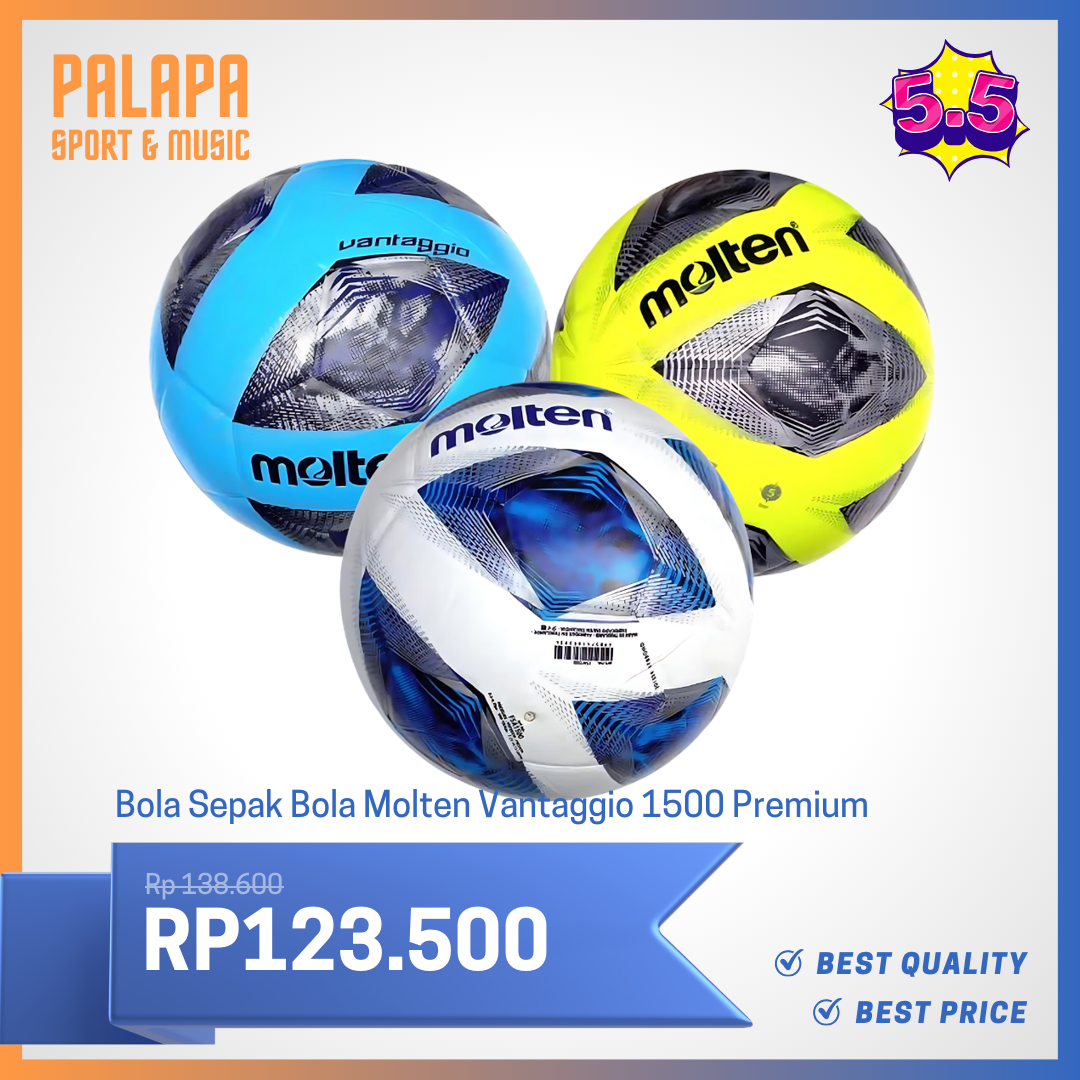 PALAPA
SPORT & MUSIC
5.5
vantaggio
molten
molten
molten
F5A1500
Bola Sepak Bola Molten Vantaggio 1500 Premium
Rp 138.600
RP123.500
BEST QUALITY
BEST PRICE